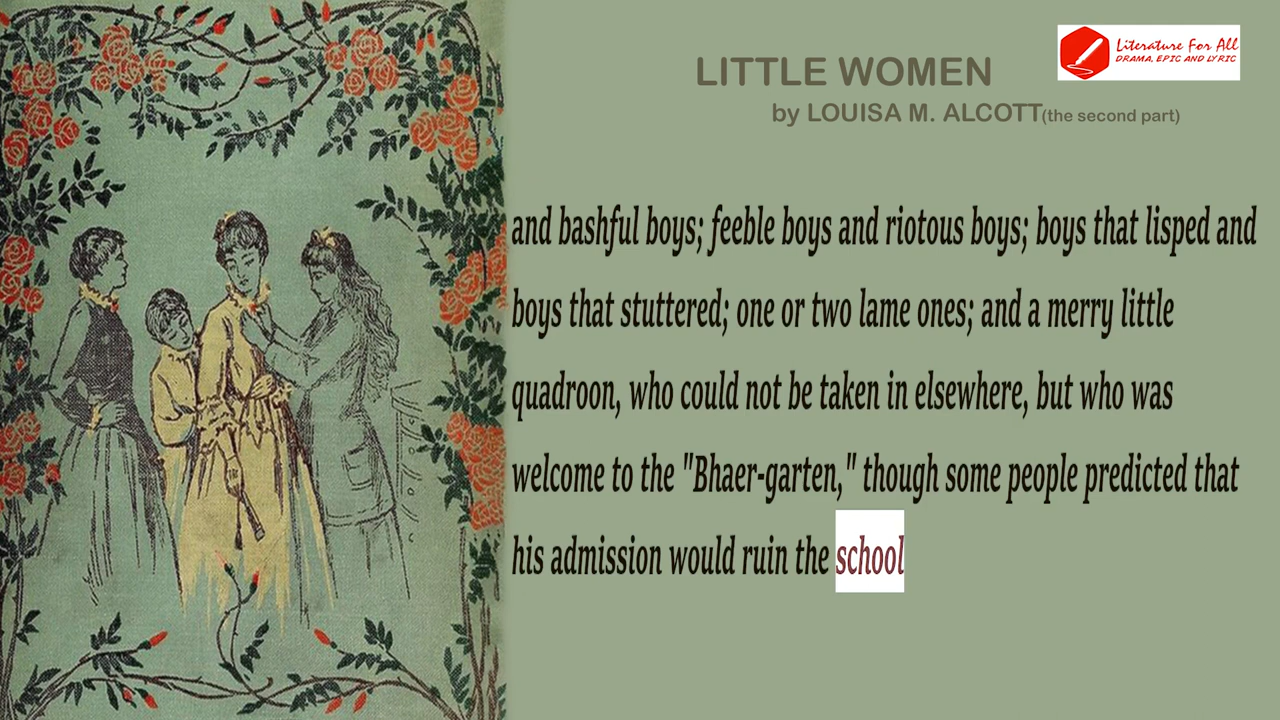 LITTLE WOMEN
by LOUISA M. ALCOTT(the second part)
Literature For All
DRAMA, EPIC AND LYRIC
and bashful boys; feeble boys and riotous boys; boys that lisped and
boys that stuttered; one or two lame ones; and a merry little
quadroon, who could not be taken in elsewhere, but who was
welcome to the "Bhaer-garten," though some people predicted that
his admission would ruin the school